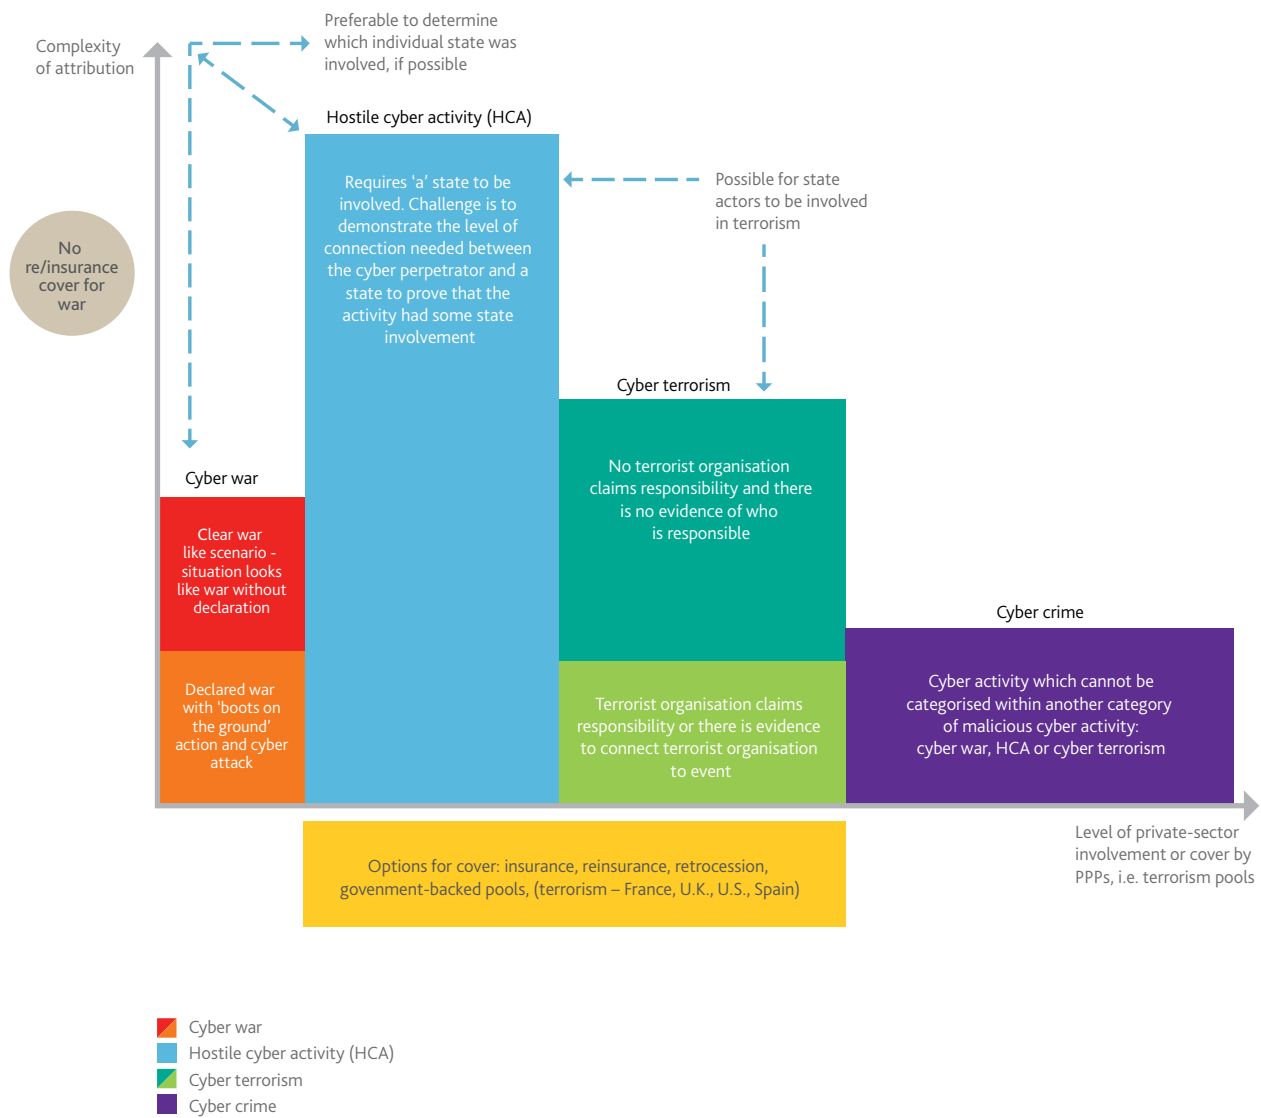 Complexity
of attribution
Preferable to determine
which individual state was
involved, if possible
Hostile cyber activity (HCA)
Requires ‘a’ state to be
involved. Challenge is to
demonstrate the level of
connection needed between
the cyber perpetrator and a
state to prove that the
activity had some state
involvement
Possible for state
actors to be involved
in terrorism
No
re/insurance
cover for
war
Cyber terrorism
No terrorist organisation
claims responsibility and there
is no evidence of who
is responsible
Cyber war
Clear war
like scenario -
situation looks
like war without
declaration
Declared war
with ‘boots on
the ground’
action and cyber
attack
Terrorist organisation claims
responsibility or there is evidence
to connect terrorist organisation
to event
Cyber crime
Cyber activity which cannot be
categorised within another category
of malicious cyber activity:
cyber war, HCA or cyber terrorism
Level of private-sector
involvement or cover by
PPPs, i.e. terrorism pools
Options for cover: insurance, reinsurance, retrocession,
govenment-backed pools, (terrorism – France, U.K., U.S., Spain)
Cyber war
Hostile cyber activity (HCA)
Cyber terrorism
Cyber crime